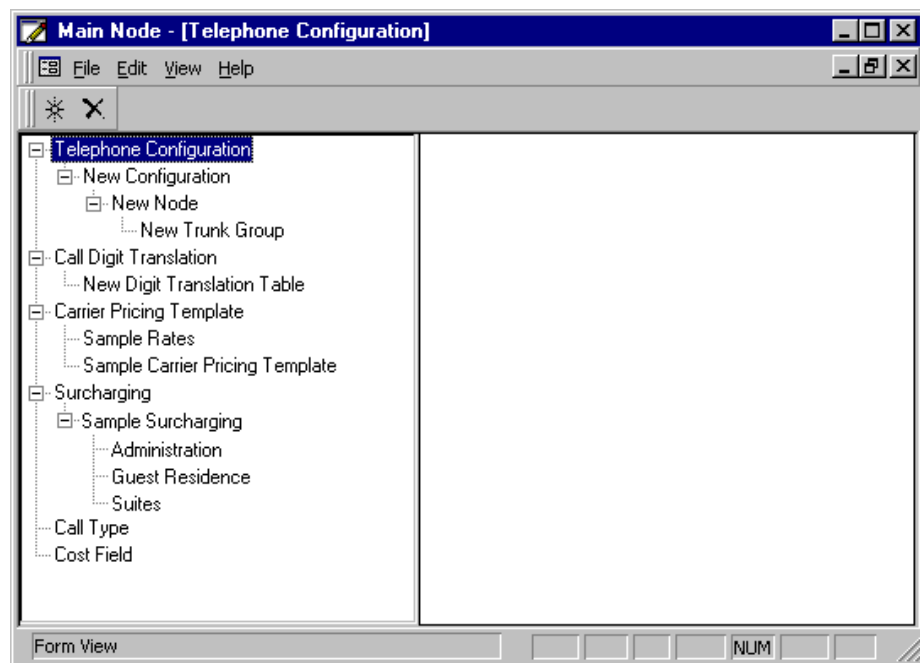 Main Node - [Telephone Configuration]
File Edit View Help
Telephone Configuration
New Configuration
New Node
New Trunk Group
Call Digit Translation
New Digit Translation Table
Carrier Pricing Template
Sample Rates
Sample Carrier Pricing Template
Surcharging
Sample Surcharging
Administration
Guest Residence
Suites
Call Type
Cost Field
Form View NUM